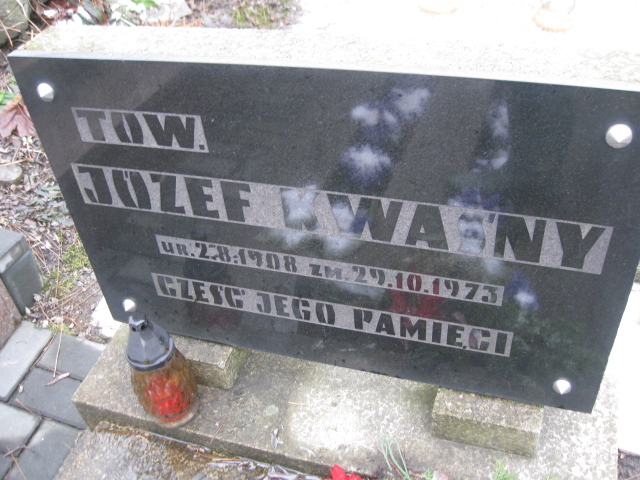 TOW.
JÓZEF KWAŚNY
ur. 2.8.1908 zm. 29.10.1973
CZEŚĆ JEGO PAMIĘCI